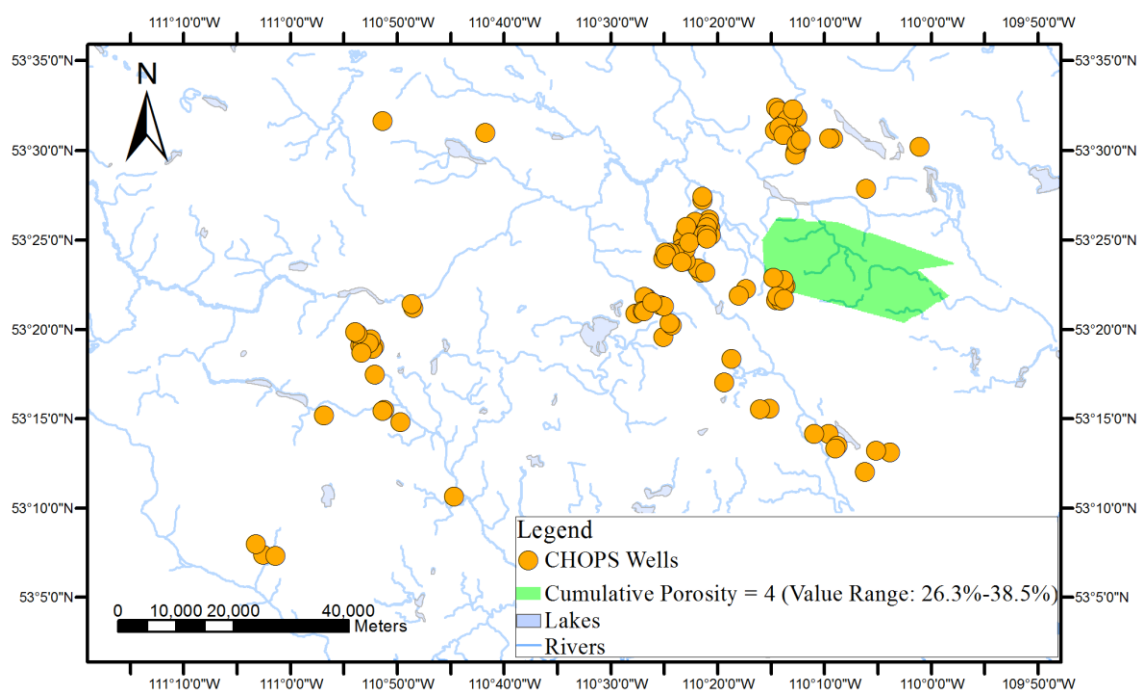 111°10'0"W 111°0'0"W 110°50'0"W 110°40'0"W 110°30'0"W 110°20'0"W 110°10'0"W 110°0'0"W 109°50'0"W
53°35'0"N 53°35'0"N
N
53°30'0"N 53°30'0"N
53°25'0"N 53°25'0"N
53°20'0"N 53°20'0"N
53°15'0"N 53°15'0"N
53°10'0"N 53°10'0"N
Legend
CHOPS Wells
Cumulative Porosity = 4 (Value Range: 26.3%-38.5%)
Lakes
Rivers
53°5'0"N 53°5'0"N
0 10,000 20,000 40,000
Meters
111°10'0"W 111°0'0"W 110°50'0"W 110°40'0"W 110°30'0"W 110°20'0"W 110°10'0"W 110°0'0"W 109°50'0"W